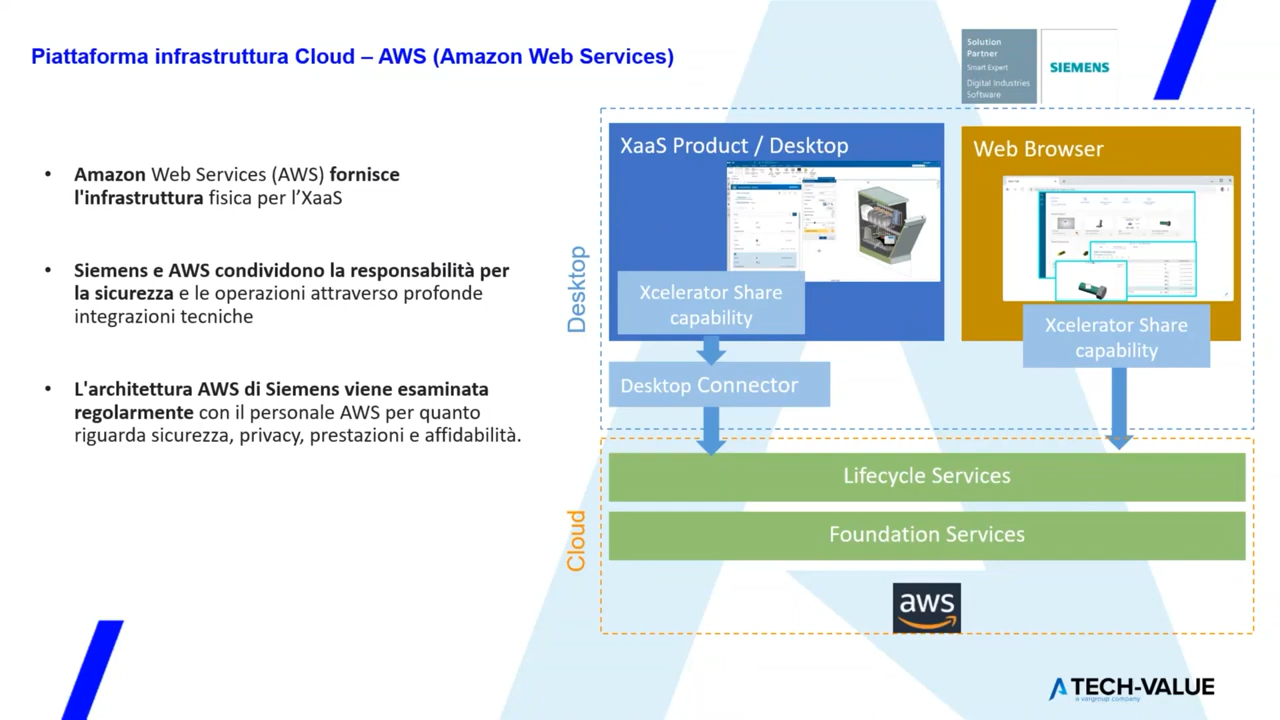 Piattaforma infrastruttura Cloud – AWS (Amazon Web Services)
Solution
Partner
Smart Expert
Digital Industries
Software
SIEMENS
• Amazon Web Services (AWS) fornisce
l'infrastruttura fisica per l’XaaS
• Siemens e AWS condividono la responsabilità per
la sicurezza e le operazioni attraverso profonde
integrazioni tecniche
• L'architettura AWS di Siemens viene esaminata
regolarmente con il personale AWS per quanto
riguarda sicurezza, privacy, prestazioni e affidabilità.
Desktop
XaaS Product / Desktop
Xcelerator Share
capability
Desktop Connector
Web Browser
Xcelerator Share
capability
Cloud
Lifecycle Services
Foundation Services
aws
TECH-VALUE
a vargroup company